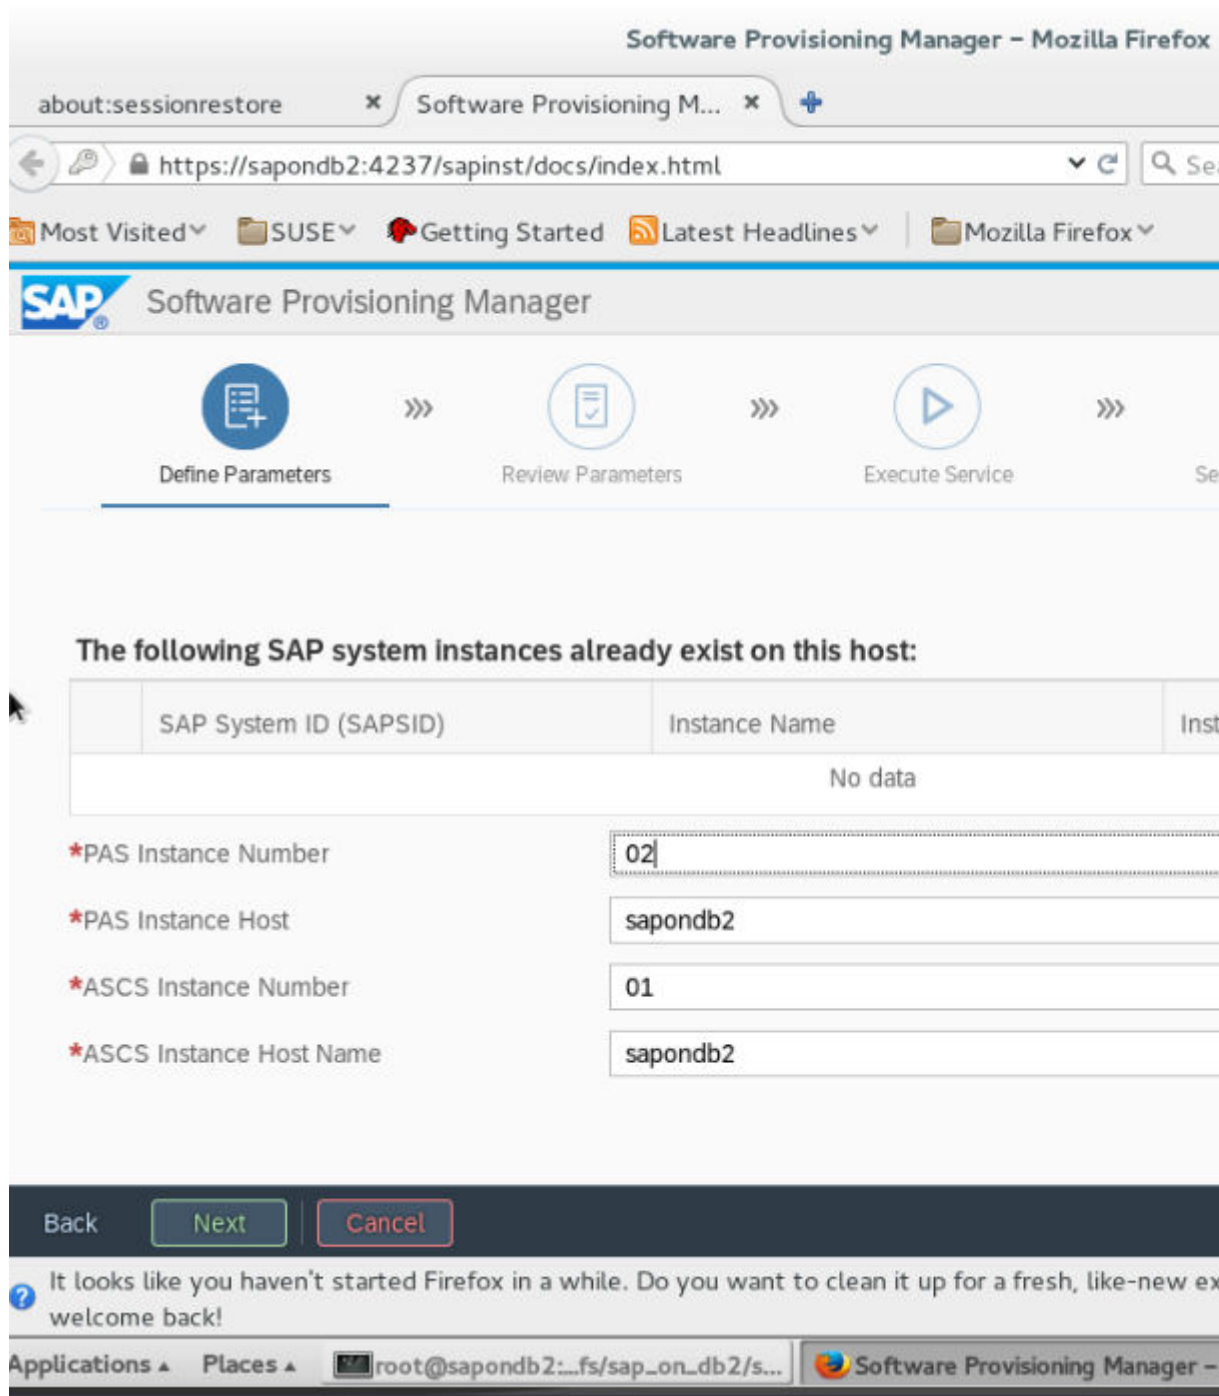 Software Provisioning Manager - Mozilla Firefox
about:sessionrestore × Software Provisioning M... ×
https://sapondb2:4237/sapinst/docs/index.html Sea
Most Visited SUSE Getting Started Latest Headlines Mozilla Firefox
SAP® Software Provisioning Manager
Define Parameters Review Parameters Execute Service Se
The following SAP system instances already exist on this host:
SAP System ID (SAPSID) Instance Name Inst
No data
*PAS Instance Number 02
*PAS Instance Host sapondb2
*ASCS Instance Number 01
*ASCS Instance Host Name sapondb2
Back Next Cancel
It looks like you haven't started Firefox in a while. Do you want to clean it up for a fresh, like-new ex
welcome back!
Applications Places root@sapondb2:...fs/sap_on_db2/s... Software Provisioning Manager –